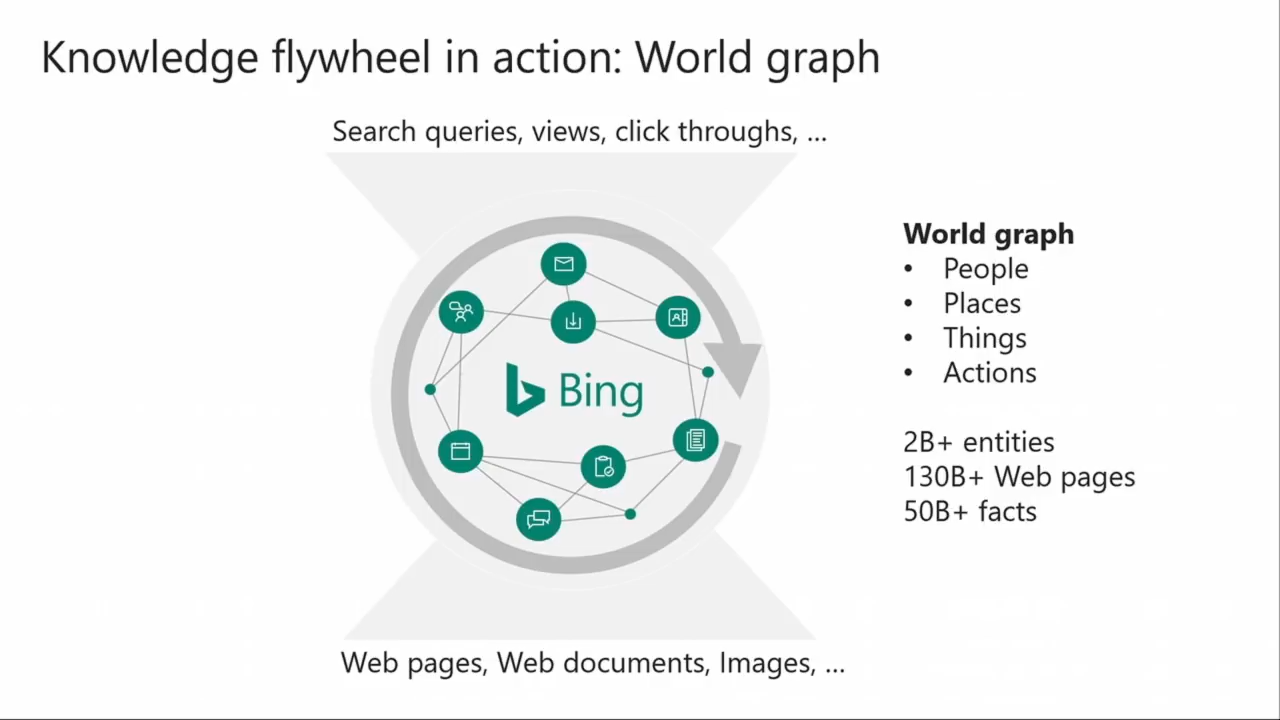 Knowledge flywheel in action: World graph
Search queries, views, click throughs, ...
Bing
World graph
• People
• Places
• Things
• Actions
2B+ entities
130B+ Web pages
50B+ facts
Web pages, Web documents, Images, ...